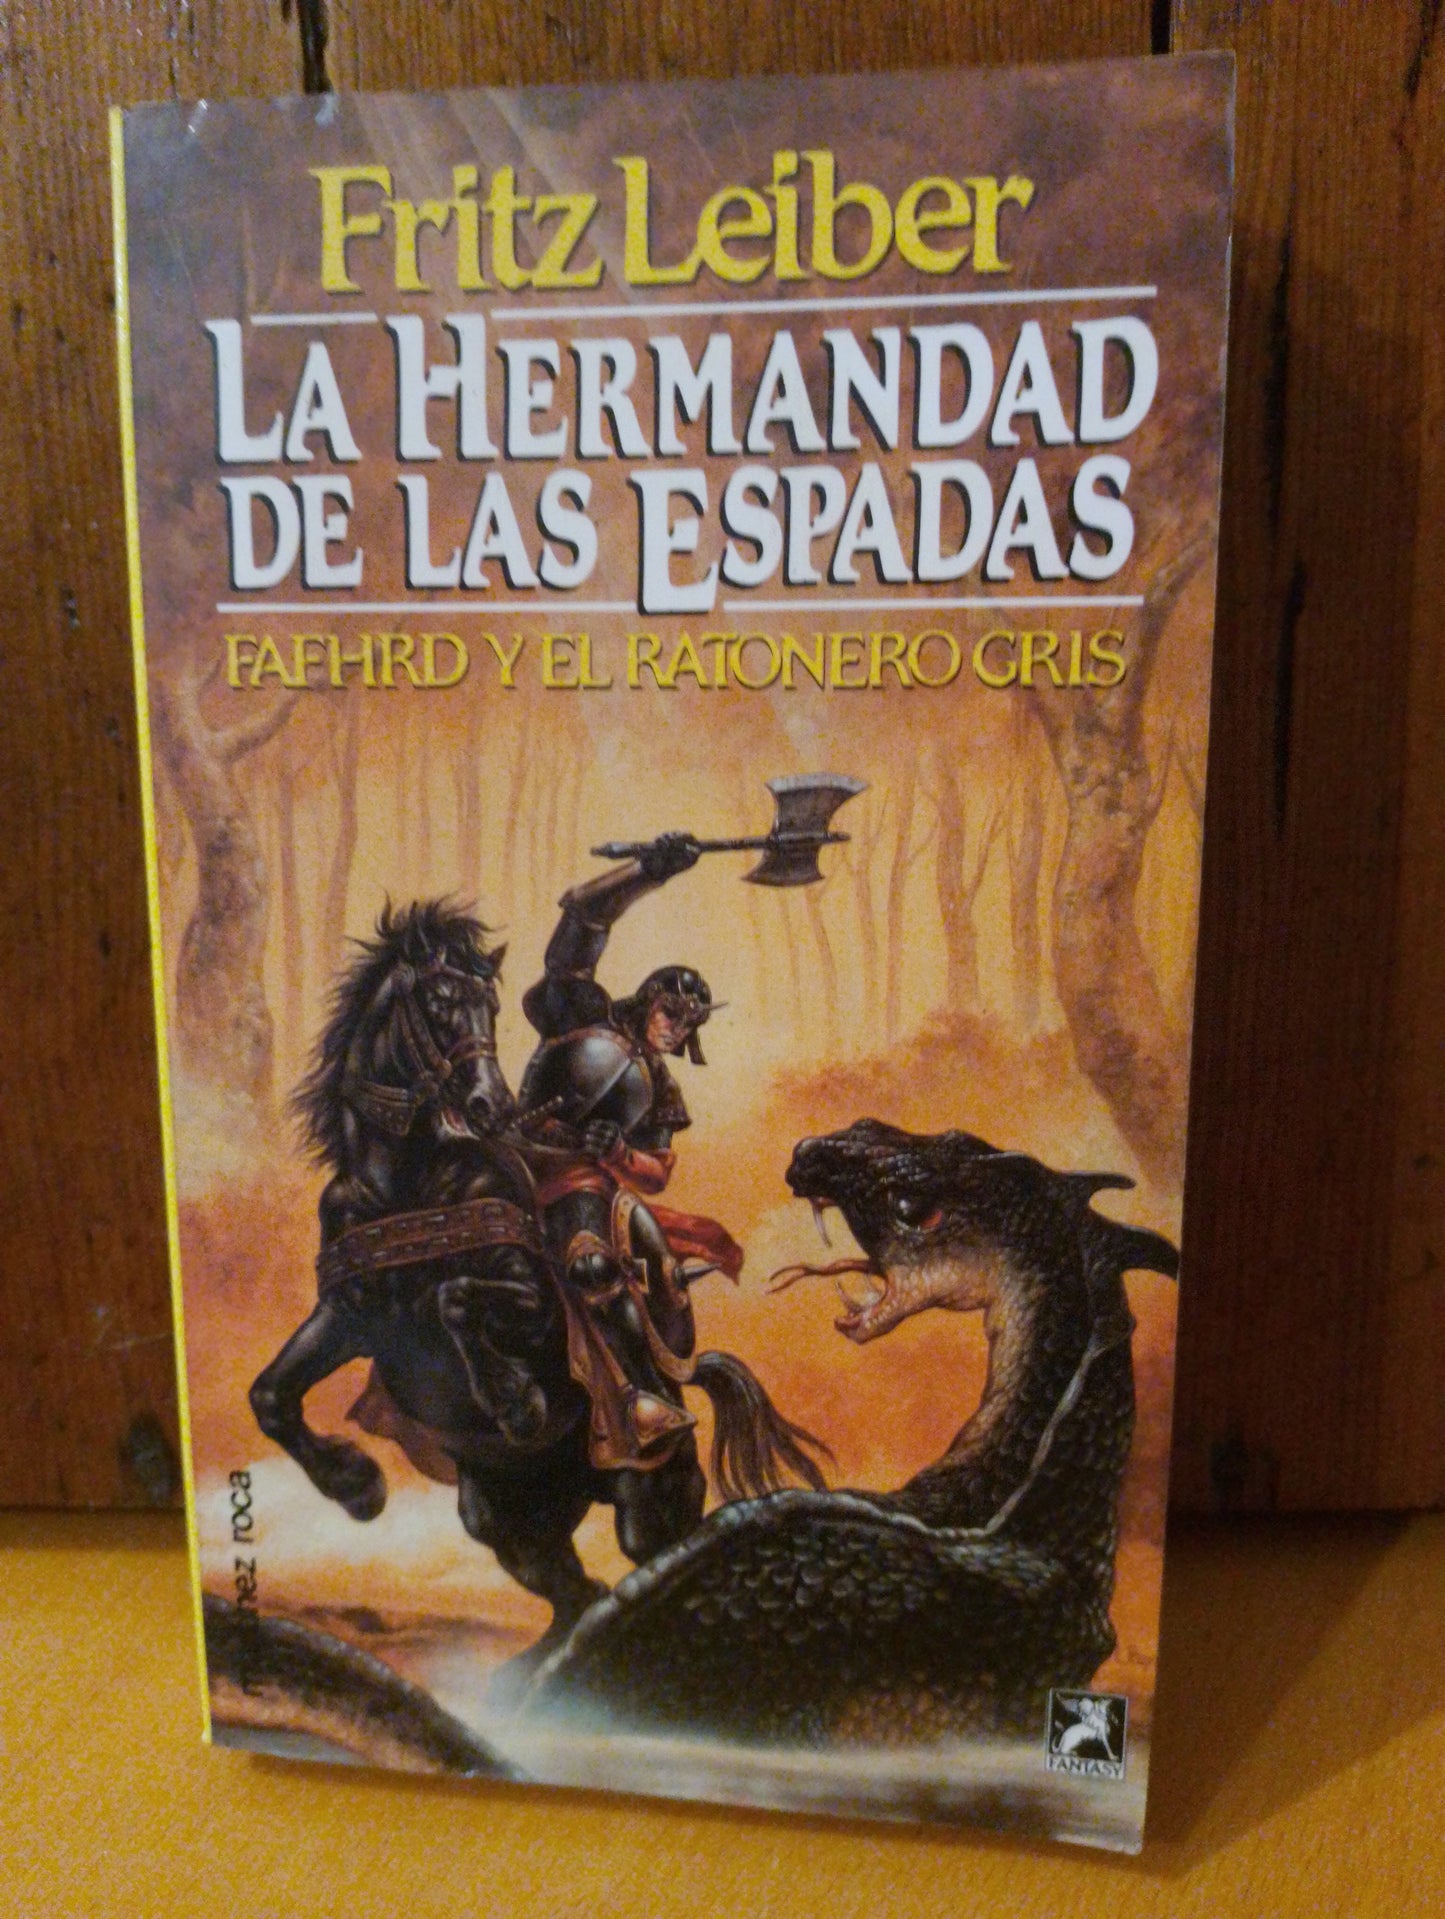 Fritz Leiber
LA HERMANDAD
DE LAS ESPADAS
FAFHRD Y EL RATONERO GRIS
roca
FANTASY